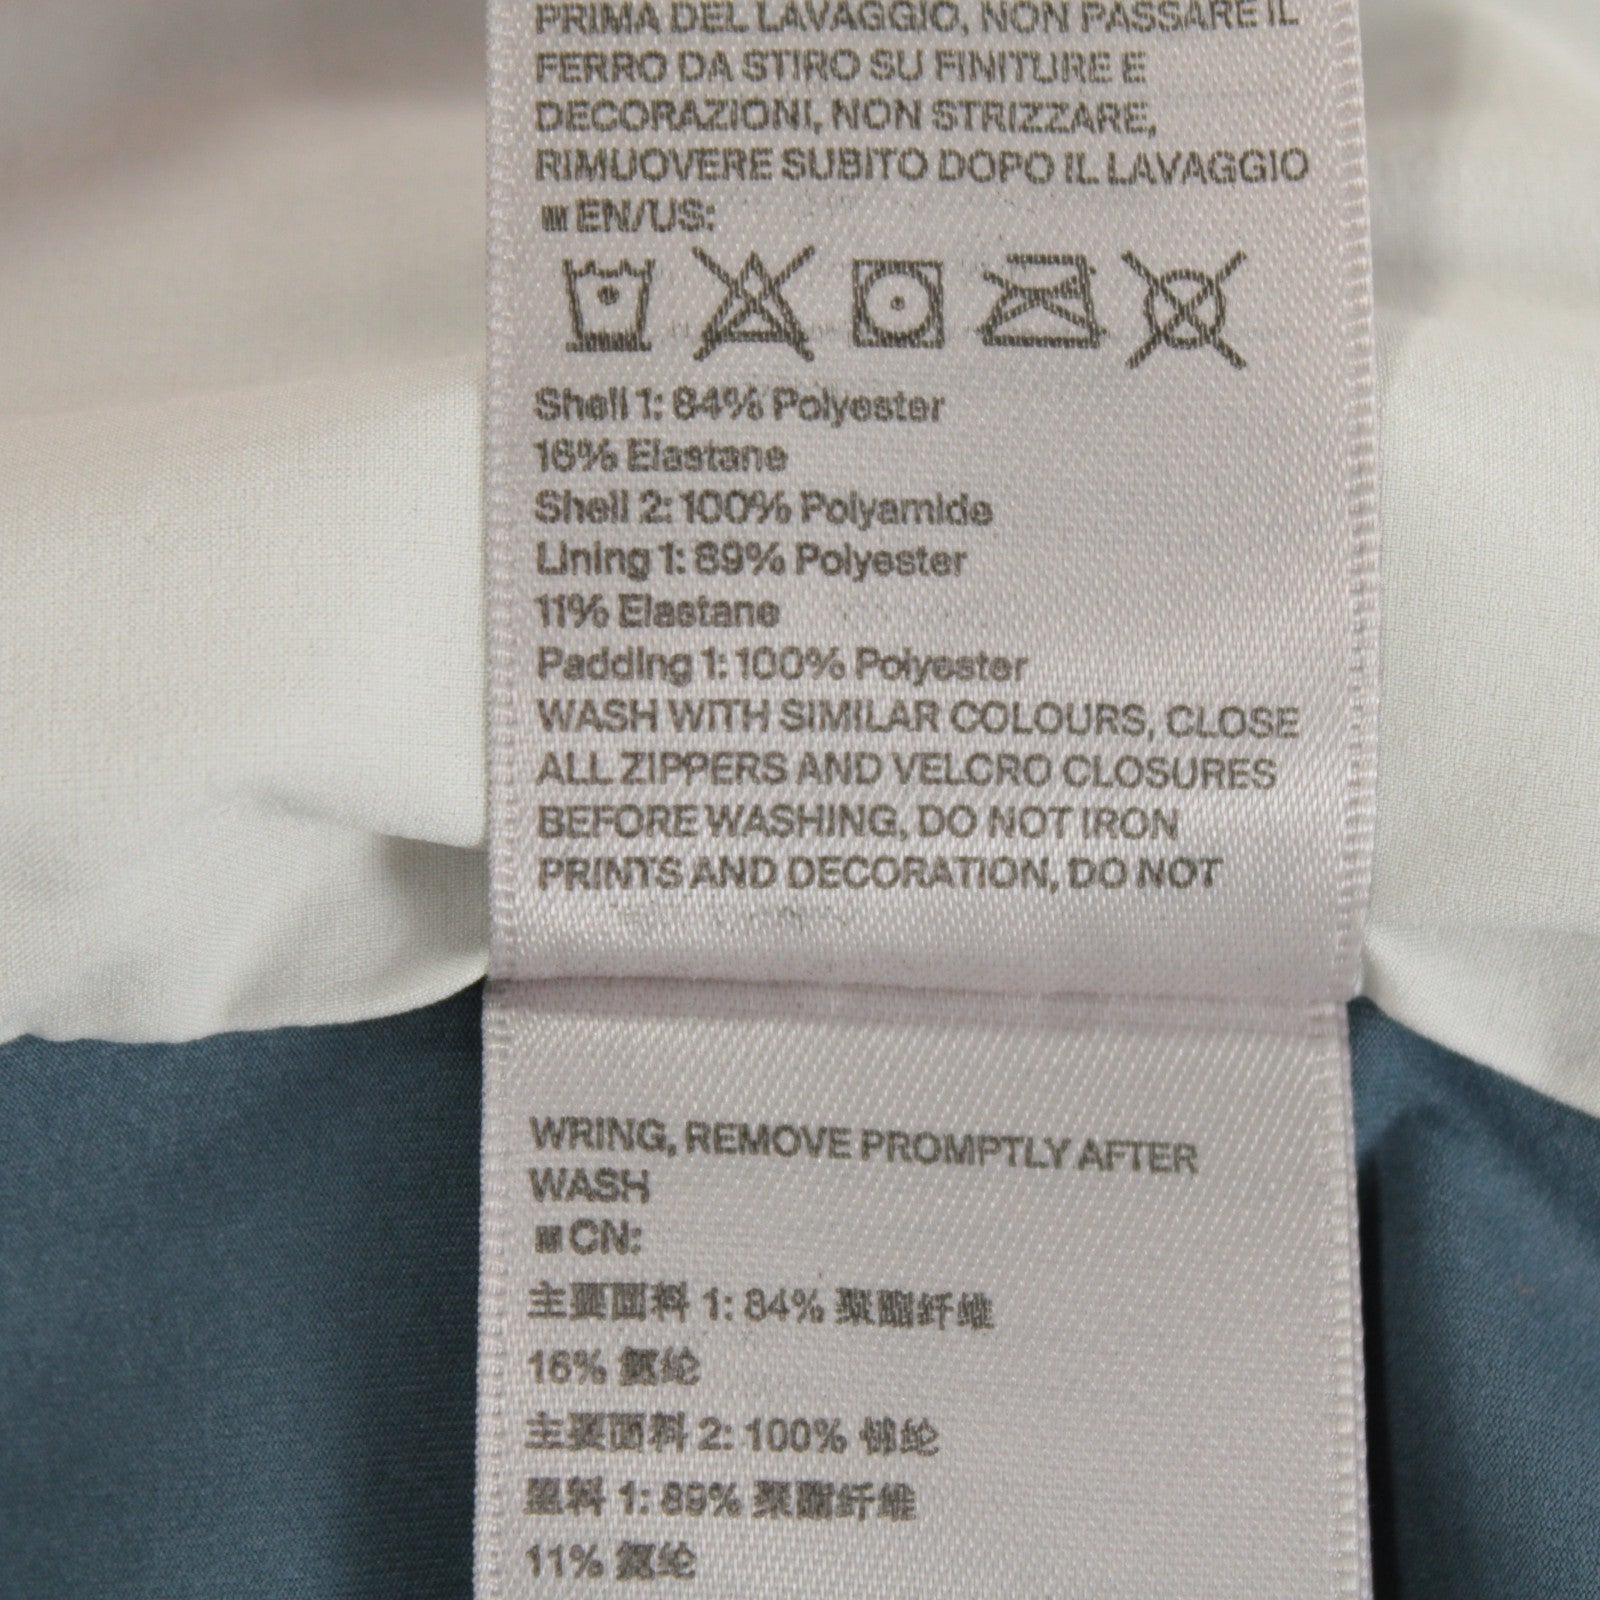 PRIMA DEL LAVAGGIO, NON PASSARE IL
FERRO DA STIRO SU FINITURE E
DECORAZIONI, NON STRIZZARE,
RIMUOVERE SUBITO DOPO IL LAVAGGIO
EN/US:
Shell 1: 84% Polyester
16% Elastane
Shell 2: 100% Polyamide
Lining 1: 89% Polyester
11% Elastane
Padding 1: 100% Polyester
WASH WITH SIMILAR COLOURS, CLOSE
ALL ZIPPERS AND VELCRO CLOSURES
BEFORE WASHING, DO NOT IRON
PRINTS AND DECORATION, DO NOT
WRING, REMOVE PROMPTLY AFTER
WASH
CN:
主要面料 1: 84% 聚酯纤维
16% 氨纶
主要面料 2: 100% 锦纶
里料 1: 89% 聚酯纤维
11% 氨纶